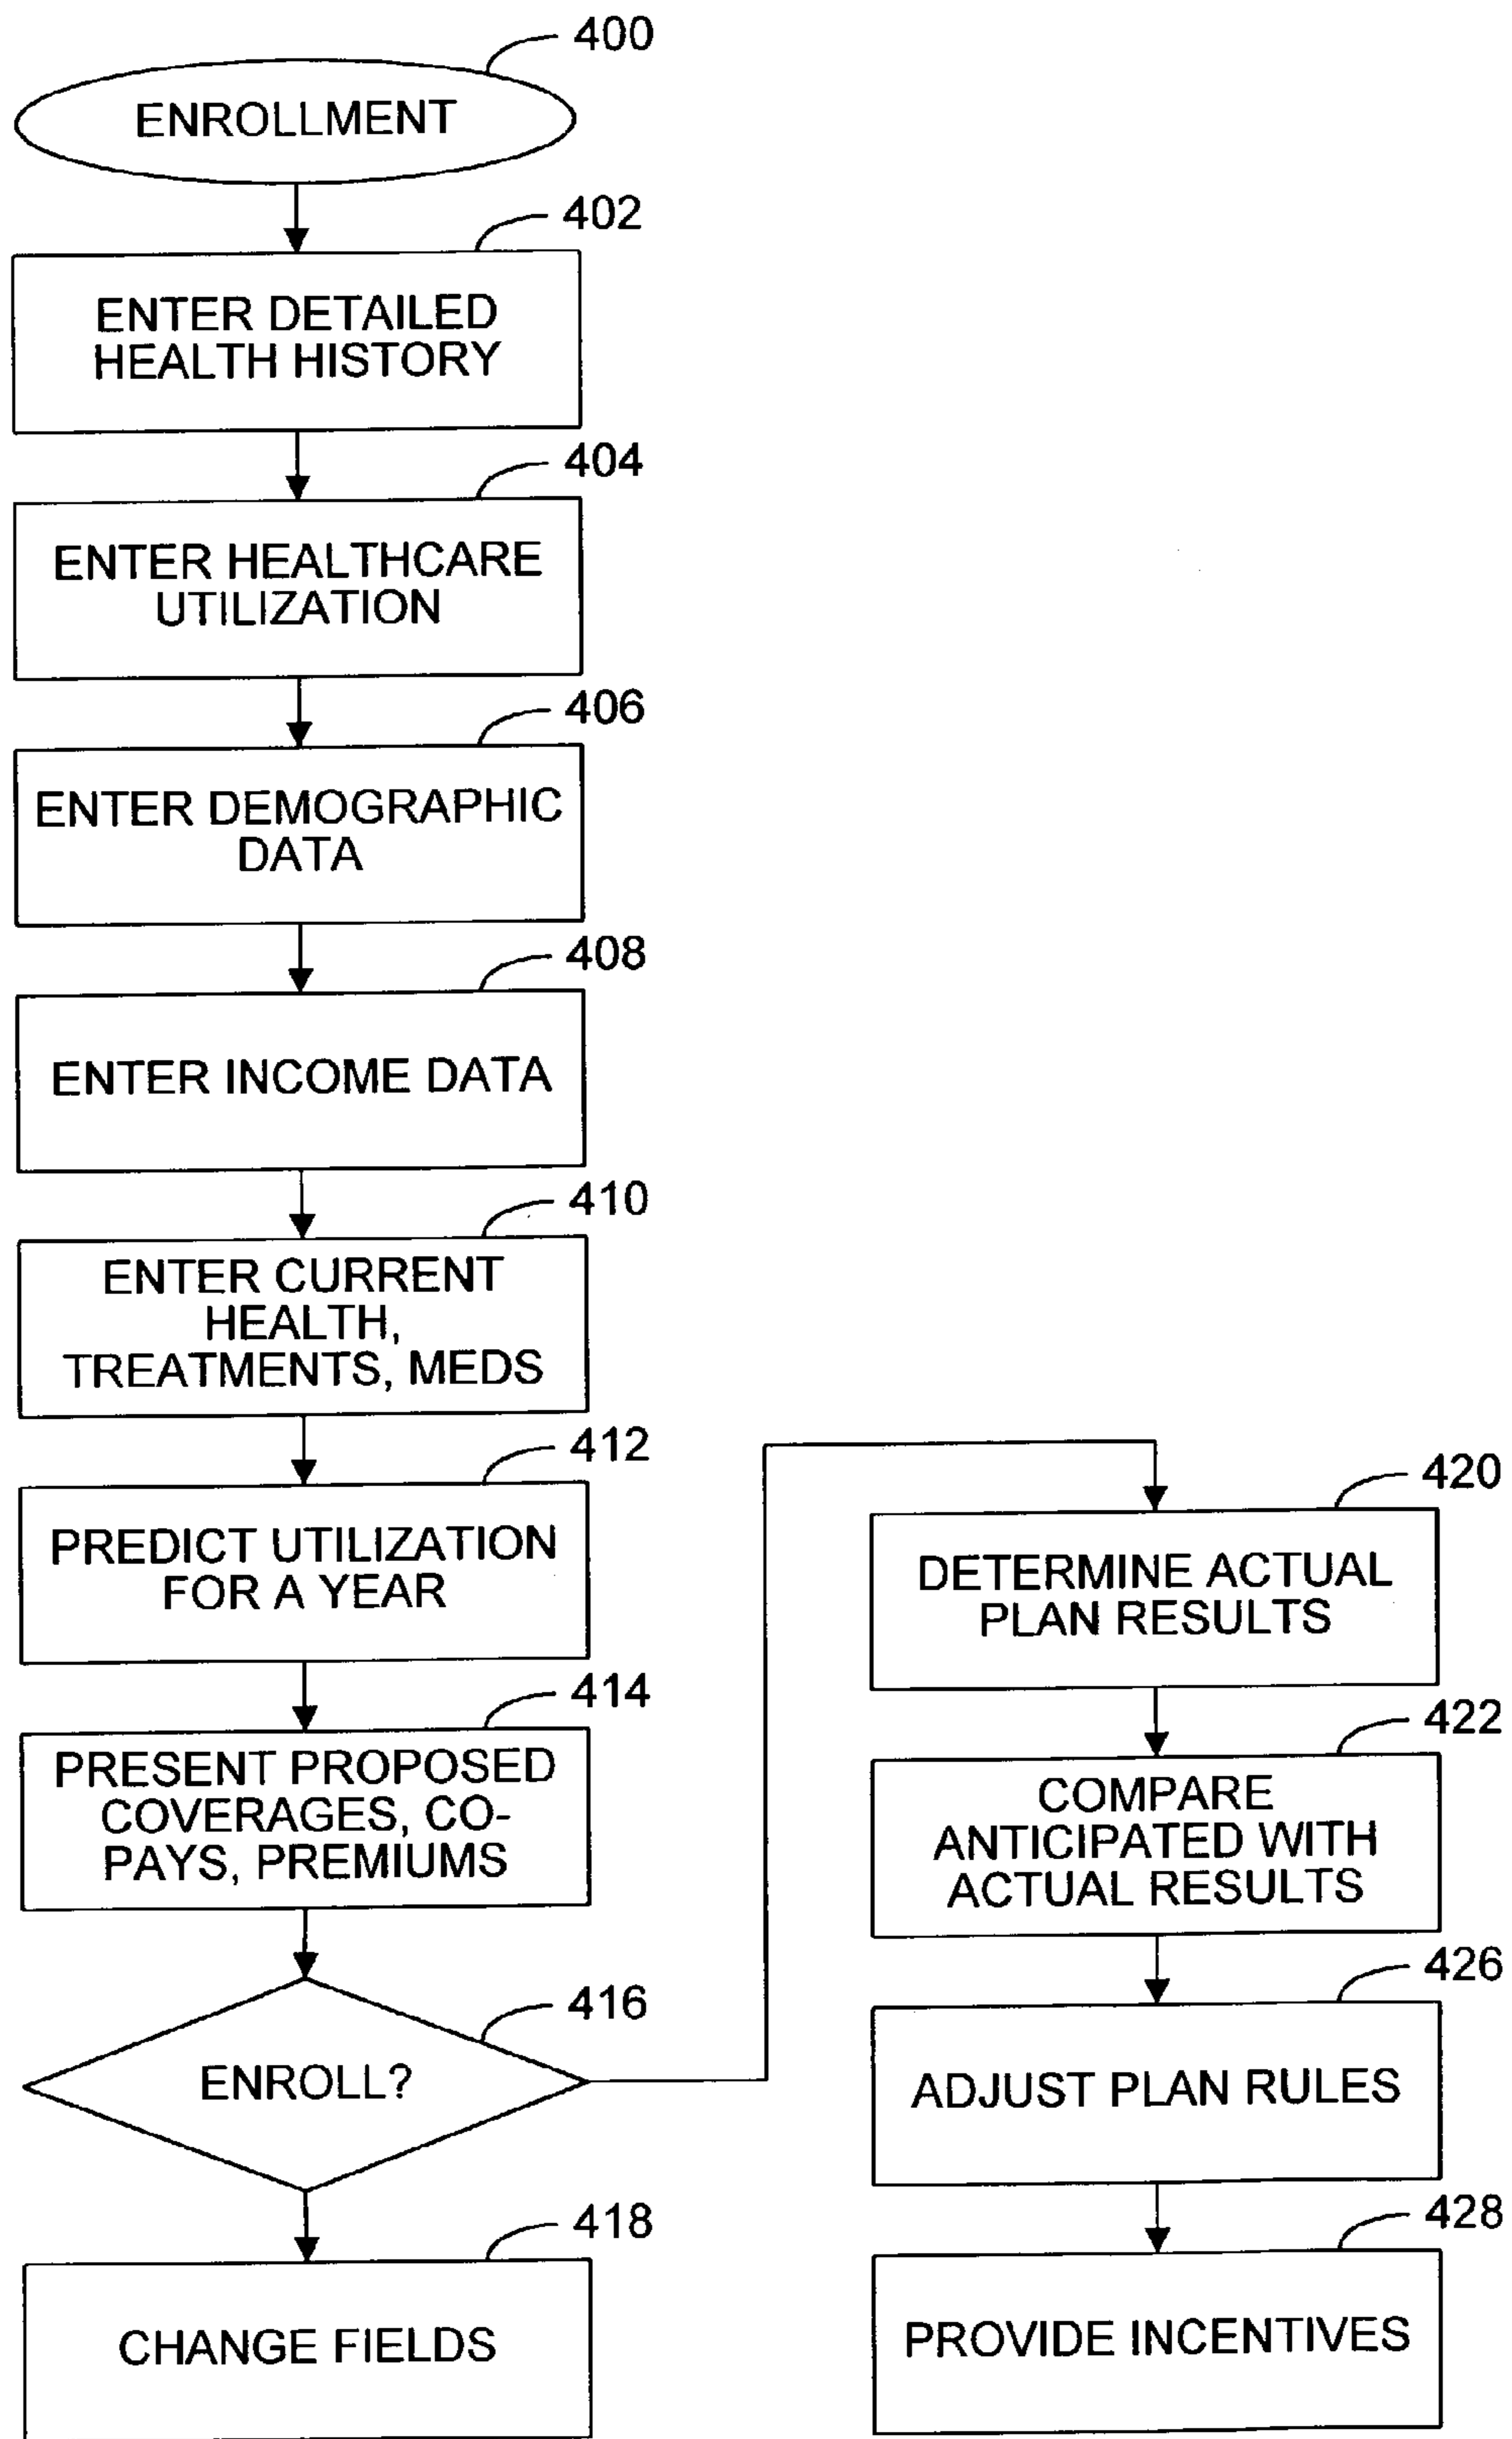 400
ENROLLMENT
402
ENTER DETAILED
HEALTH HISTORY
404
ENTER HEALTHCARE
UTILIZATION
406
ENTER DEMOGRAPHIC
DATA
408
ENTER INCOME DATA
410
ENTER CURRENT
HEALTH,
TREATMENTS, MEDS
412
PREDICT UTILIZATION
FOR A YEAR
414
PRESENT PROPOSED
COVERAGES, CO-
PAYS, PREMIUMS
416
ENROLL?
418
CHANGE FIELDS
420
DETERMINE ACTUAL
PLAN RESULTS
422
COMPARE
ANTICIPATED WITH
ACTUAL RESULTS
426
ADJUST PLAN RULES
428
PROVIDE INCENTIVES